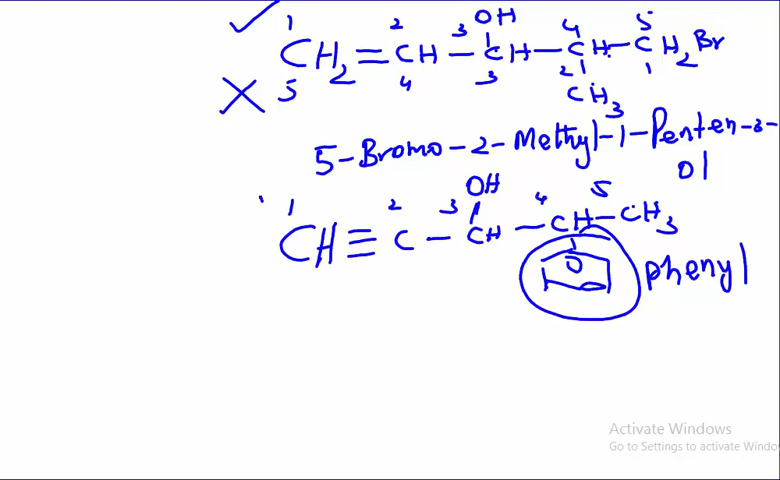 1 2 3 OH 4 5
CH2=CH-CH-CH-CH2Br
5 4 3 2 1
CH3
5-Bromo-2-Methyl-1-Penten-3-
ol
OH
1 2 3 4 5
CH≡C-CH-CH-CH3
phenyl
Activate Windows
Go to Settings to activate Windo